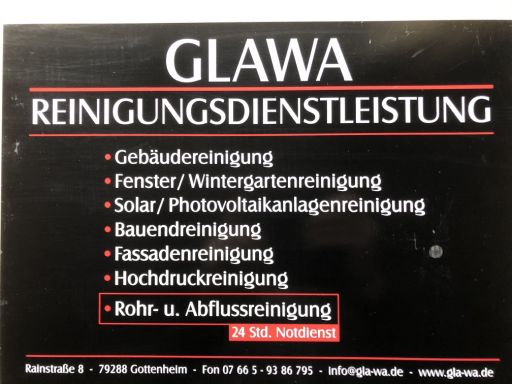 GLAWA
REINIGUNGSDIENSTLEISTUNG
• Gebäudereinigung
• Fenster/ Wintergartenreinigung
• Solar/ Photovoltaikanlagenreinigung
• Bauendreinigung
• Fassadenreinigung
• Hochdruckreinigung
• Rohr- u. Abflussreinigung
24 Std. Notdienst
Rainstraße 8 - 79288 Gottenheim - Fon 07 66 5 - 93 86 795 - info@gla-wa.de - www.gla-wa.de